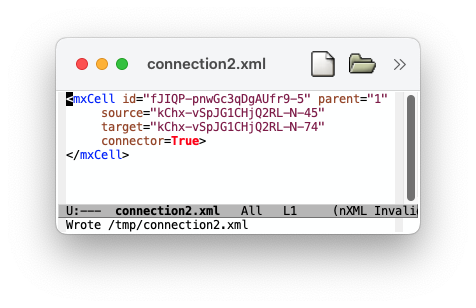 connection2.xml
<mxCell id="fJIQP-pnwGc3qDgAUfr9-5" parent="1"
source="kChx-vSpJG1CHjQ2RL-N-45"
target="kChx-vSpJG1CHjQ2RL-N-74"
connector=True>
</mxCell>
U:--- connection2.xml All L1 (nXML Invalid
Wrote /tmp/connection2.xml